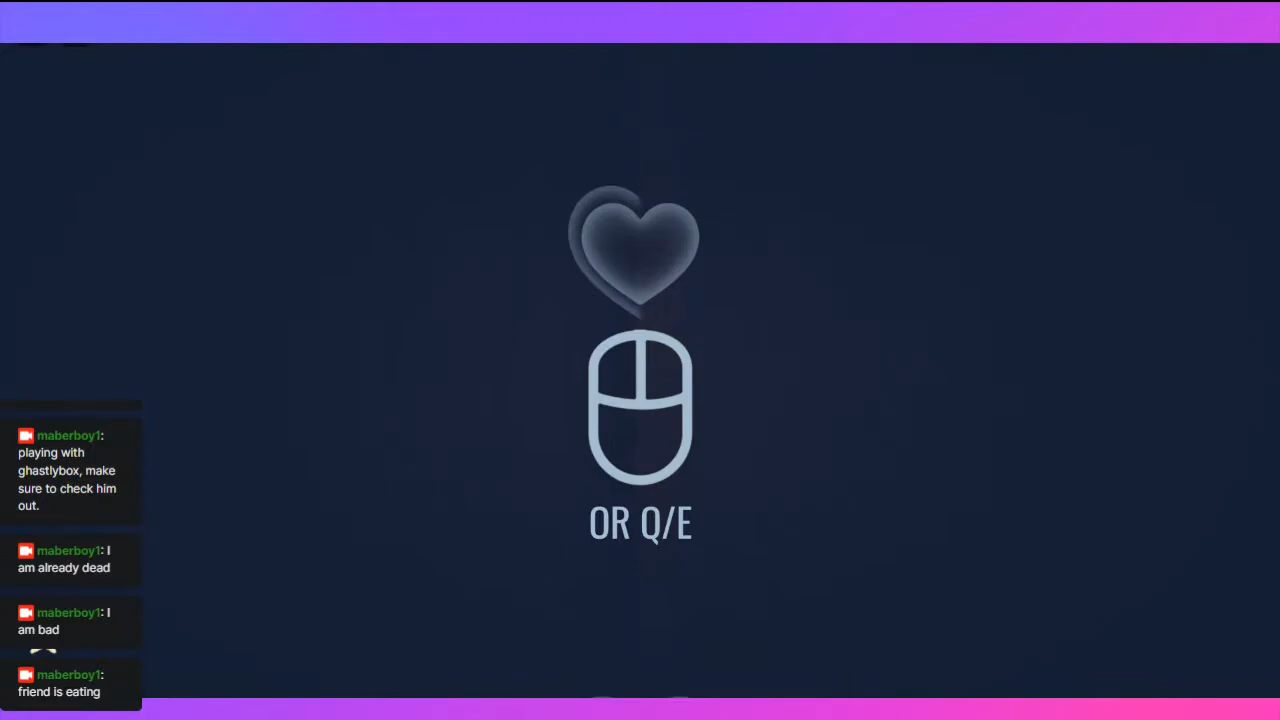 OR Q/E
maberboy1:
playing with
ghastlybox, make
sure to check him
out.
maberboy1: I
am already dead
maberboy1: I
am bad
maberboy1:
friend is eating